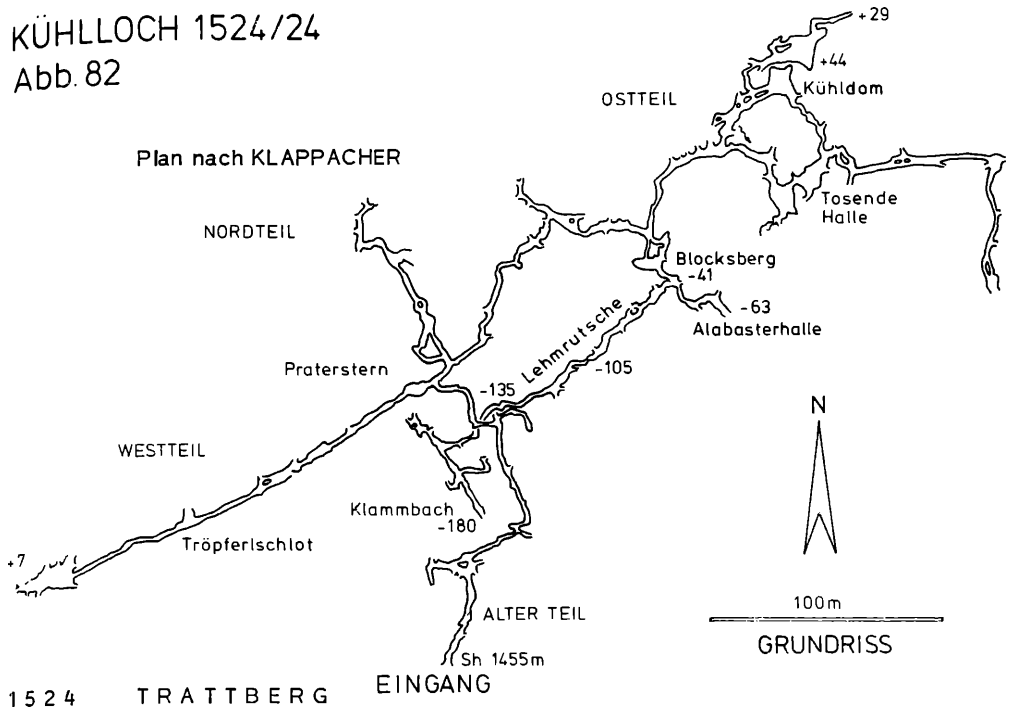 KÜHLLOCH 1524/24
Abb. 82
+29
+44
Kühldom
OSTTEIL
Plan nach KLAPPACHER
Tosende
Halle
NORDTEIL
Blocksberg
-41
-63
Alabasterhalle
Lehmrutsche
-105
Praterstern
-135
N
WESTTEIL
Klammbach
-180
Tröpferlschlot
+7
100m
ALTER TEIL
GRUNDRISS
Sh 1455m
EINGANG
1524 TRATTBERG